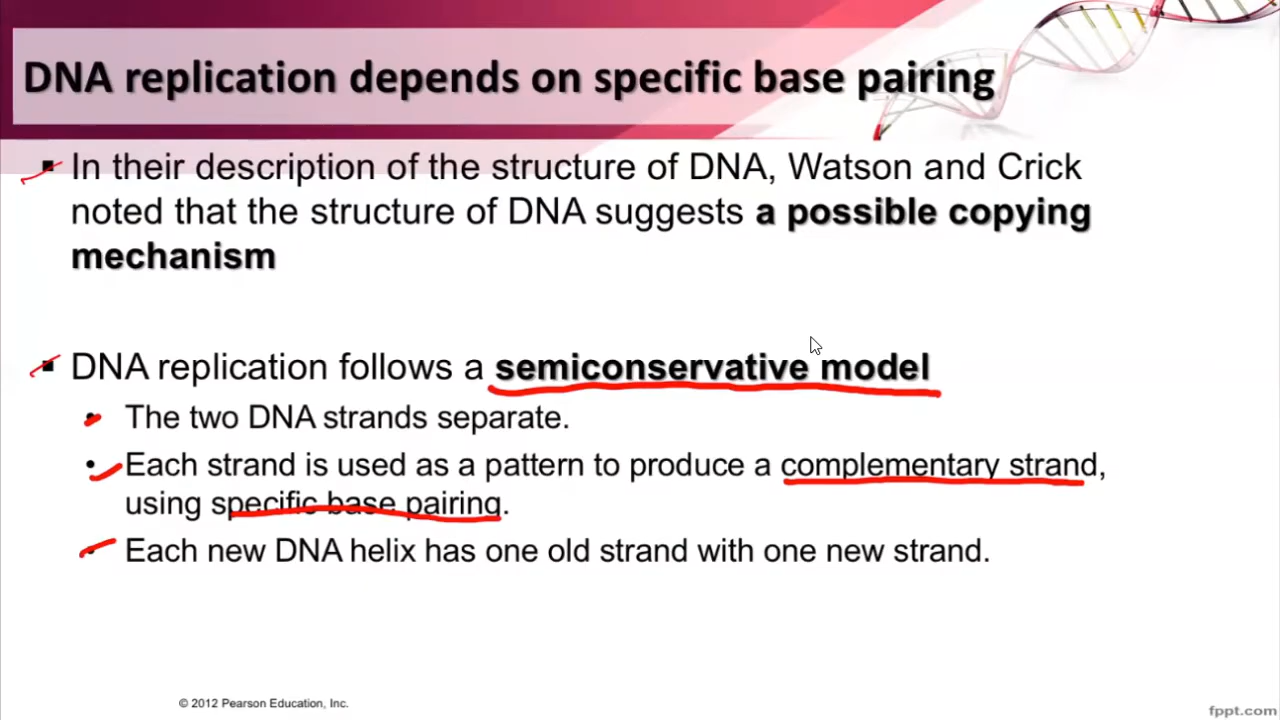 DNA replication depends on specific base pairing
▪ In their description of the structure of DNA, Watson and Crick
noted that the structure of DNA suggests a possible copying
mechanism
▪ DNA replication follows a semiconservative model
• The two DNA strands separate.
• Each strand is used as a pattern to produce a complementary strand,
using specific base pairing.
• Each new DNA helix has one old strand with one new strand.
© 2012 Pearson Education, Inc.
fppt.com